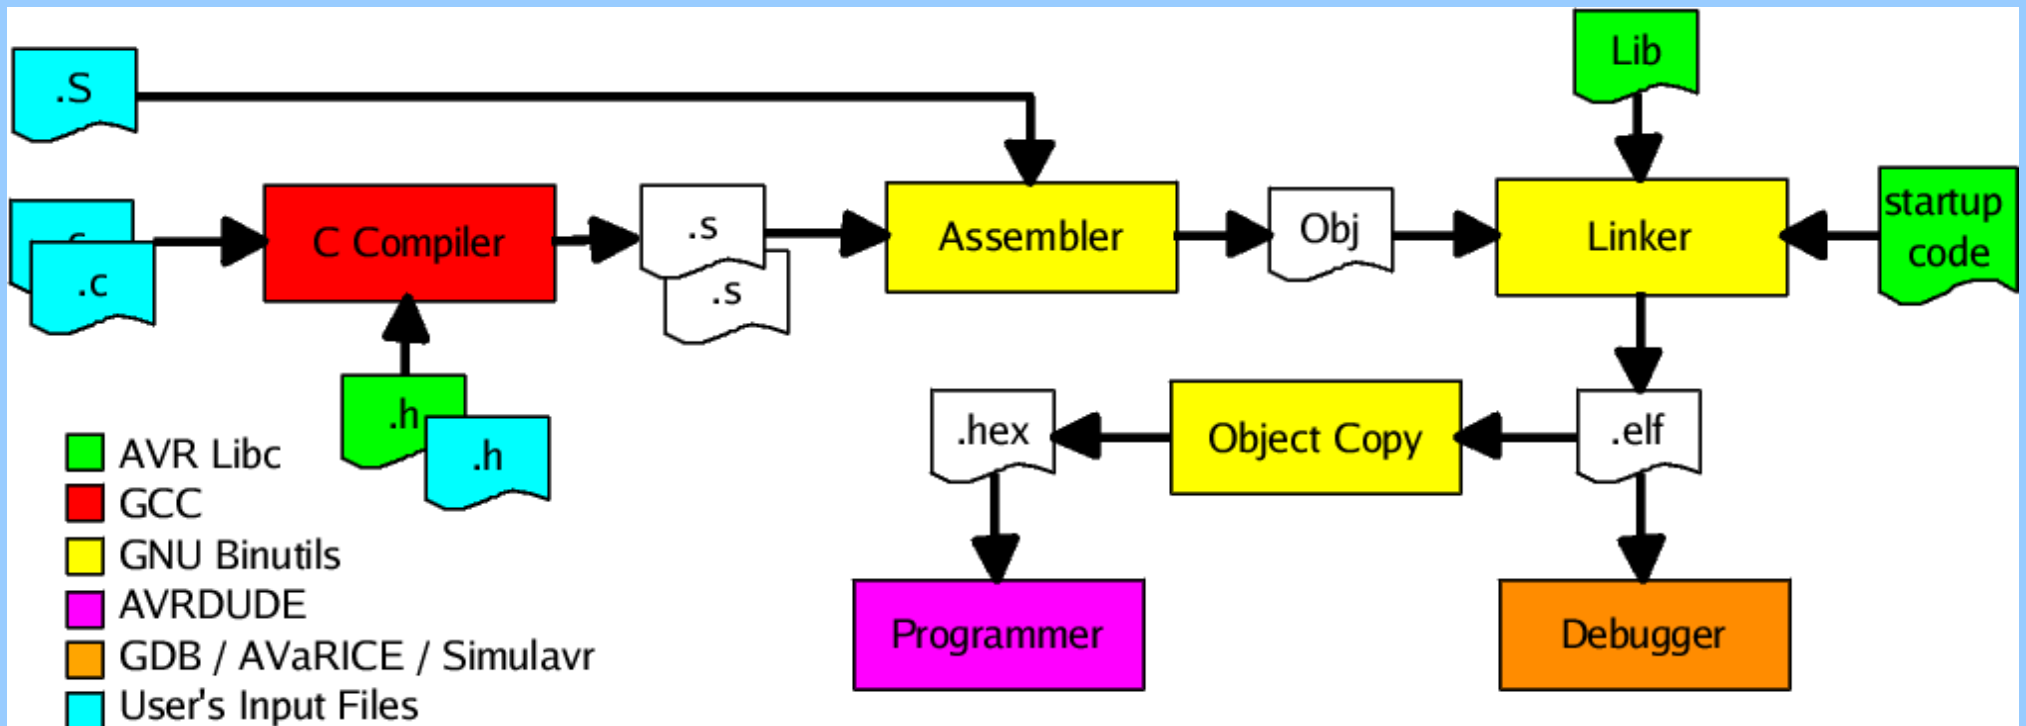 Lib
.S
startup
code
C Compiler
.s
Assembler
Obj
Linker
.c
.s
.h
.h
.hex
Object Copy
.elf
AVR Libc
GCC
GNU Binutils
AVRDUDE
GDB / AVaRICE / Simulavr
User's Input Files
Programmer
Debugger